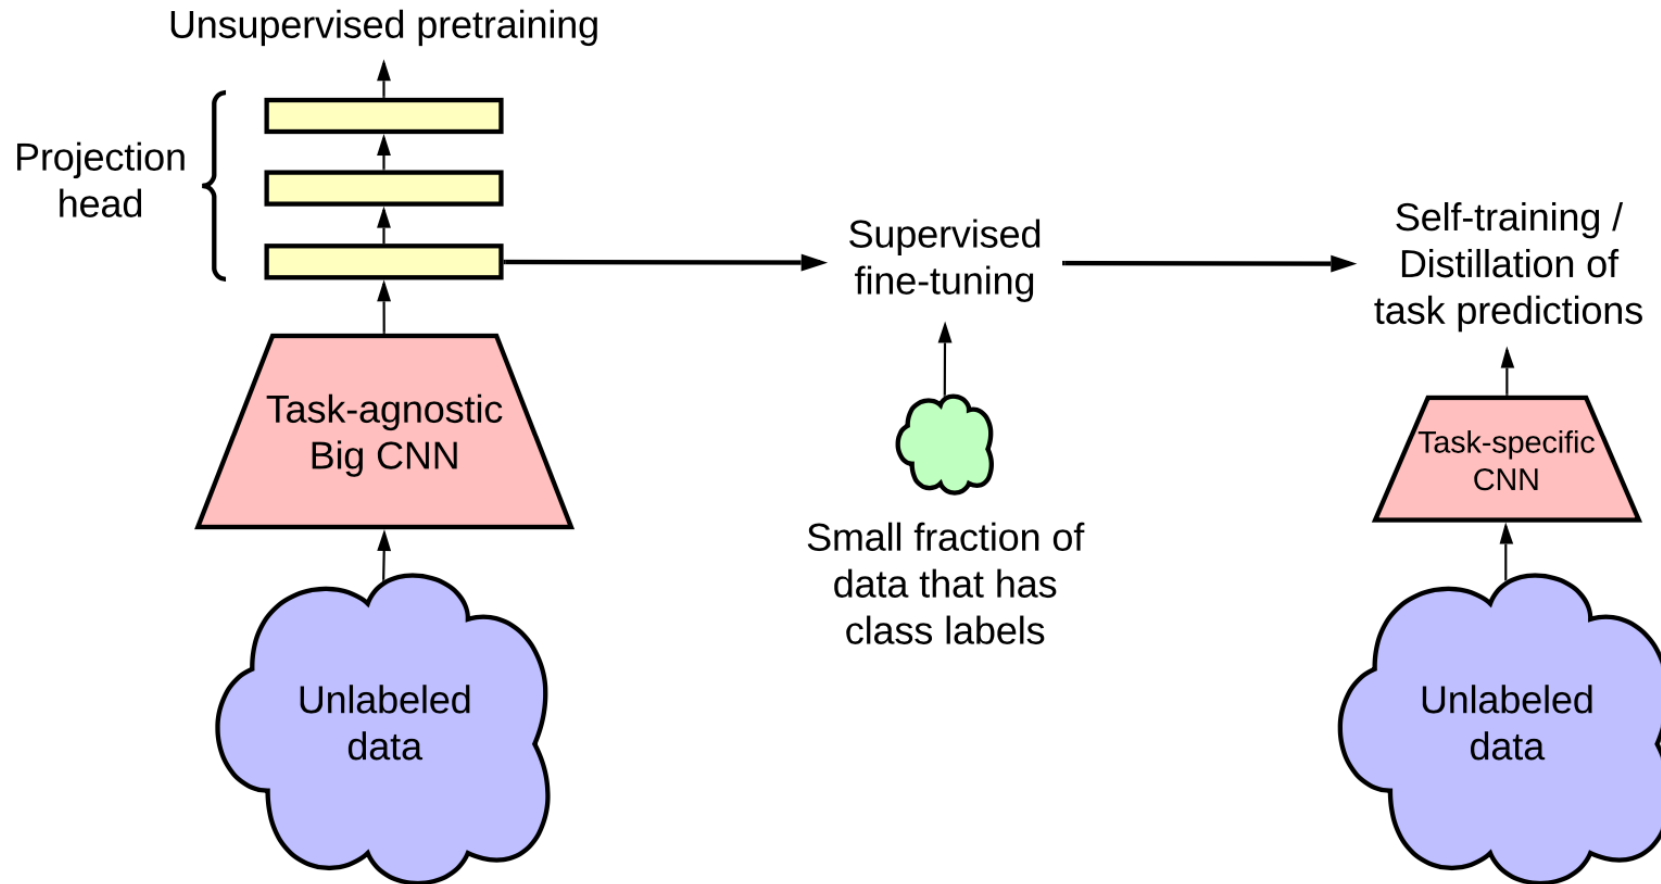 Unsupervised pretraining
Projection
head
Task-agnostic
Big CNN
Unlabeled
data
Supervised
fine-tuning
Small fraction of
data that has
class labels
Self-training /
Distillation of
task predictions
Task-specific
CNN
Unlabeled
data